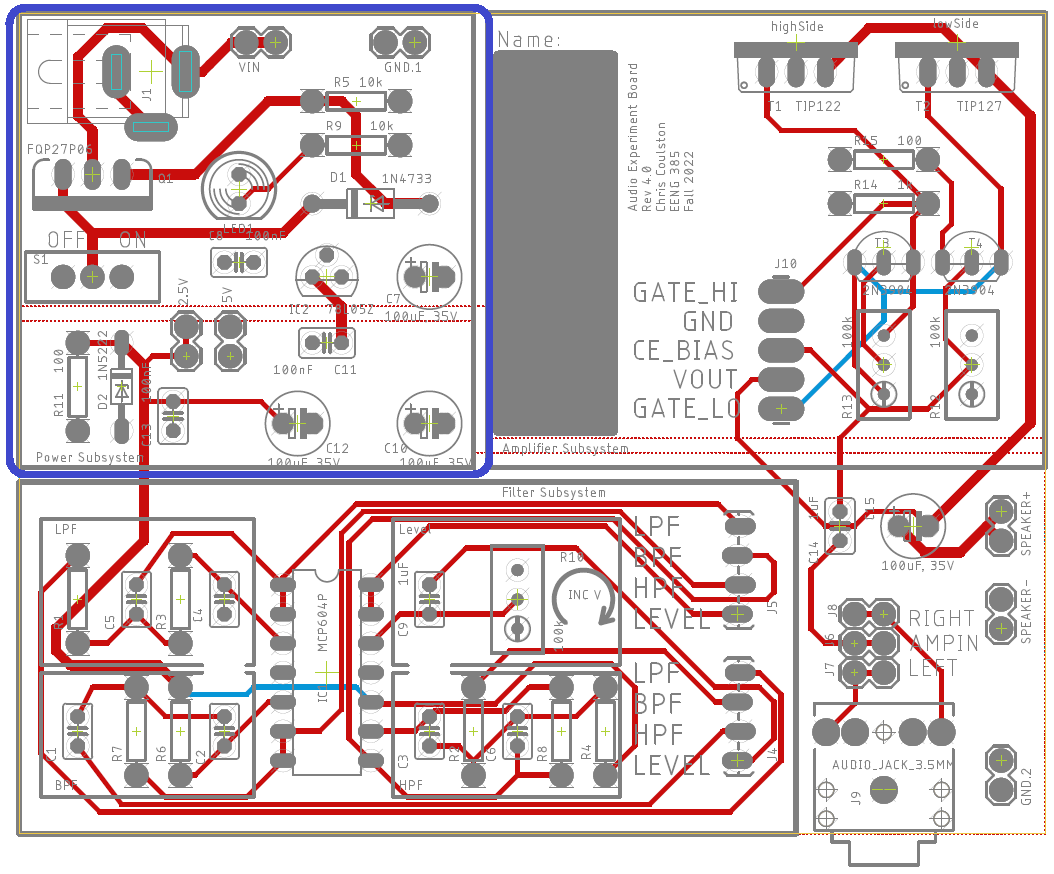 Name:
highSide
lowSide
J1
VIN
GND.1
R5 10k
R9 10k
T1 TIP122
T2 TIP127
Audio Experiment Board
Rev 4.0
Chris Coulston
EENG 385
Fall 2022
FQP27P06
Q1
D1 1N4733
R15 100
R14
LED1
OFF ON
C8 100nF
S1
T3
T4
2N3904
J10
GATE_HI
GND
CE_BIAS
VOUT
GATE_LO
2.5V
5V
IC2 78L05Z
C7
100uF 35V
100k
R13
100k
100
R11
1N5222
D2
100nF
C13
100nF C11
C12
100uF 35V
C10
100uF 35V
Power Subsystem
Amplifier Subsystem
Filter Subsystem
LPF
Level
LPF
BPF
HPF
LEVEL
J5
1uF
C14
C15
100uF, 35V
SPEAKER+
SPEAKER-
R1
C5
R3
C4
MCP604P
1uF
C9
R10
100k
INC V
J8
J6
J7
RIGHT
AMPIN
LEFT
LPF
BPF
HPF
LEVEL
J4
C1
R7
R6
C2
C3
R2
C6
R8
R4
BPF
HPF
AUDIO_JACK_3.5MM
J9
GND.2